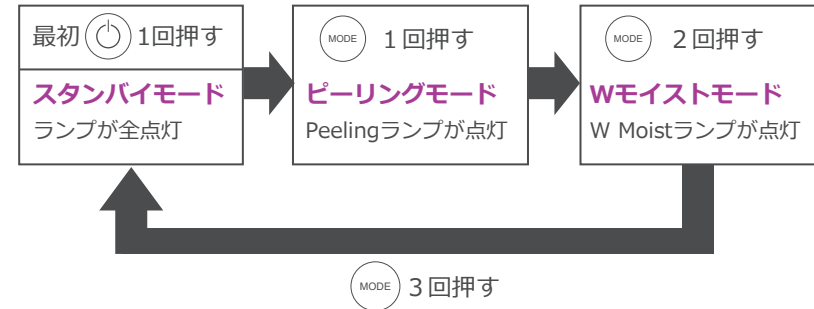 最初 1回押す
スタンバイモード
ランプが全点灯
MODE 1回押す
ピーリングモード
Peelingランプが点灯
MODE 2回押す
Wモイストモード
W Moistランプが点灯
MODE 3回押す